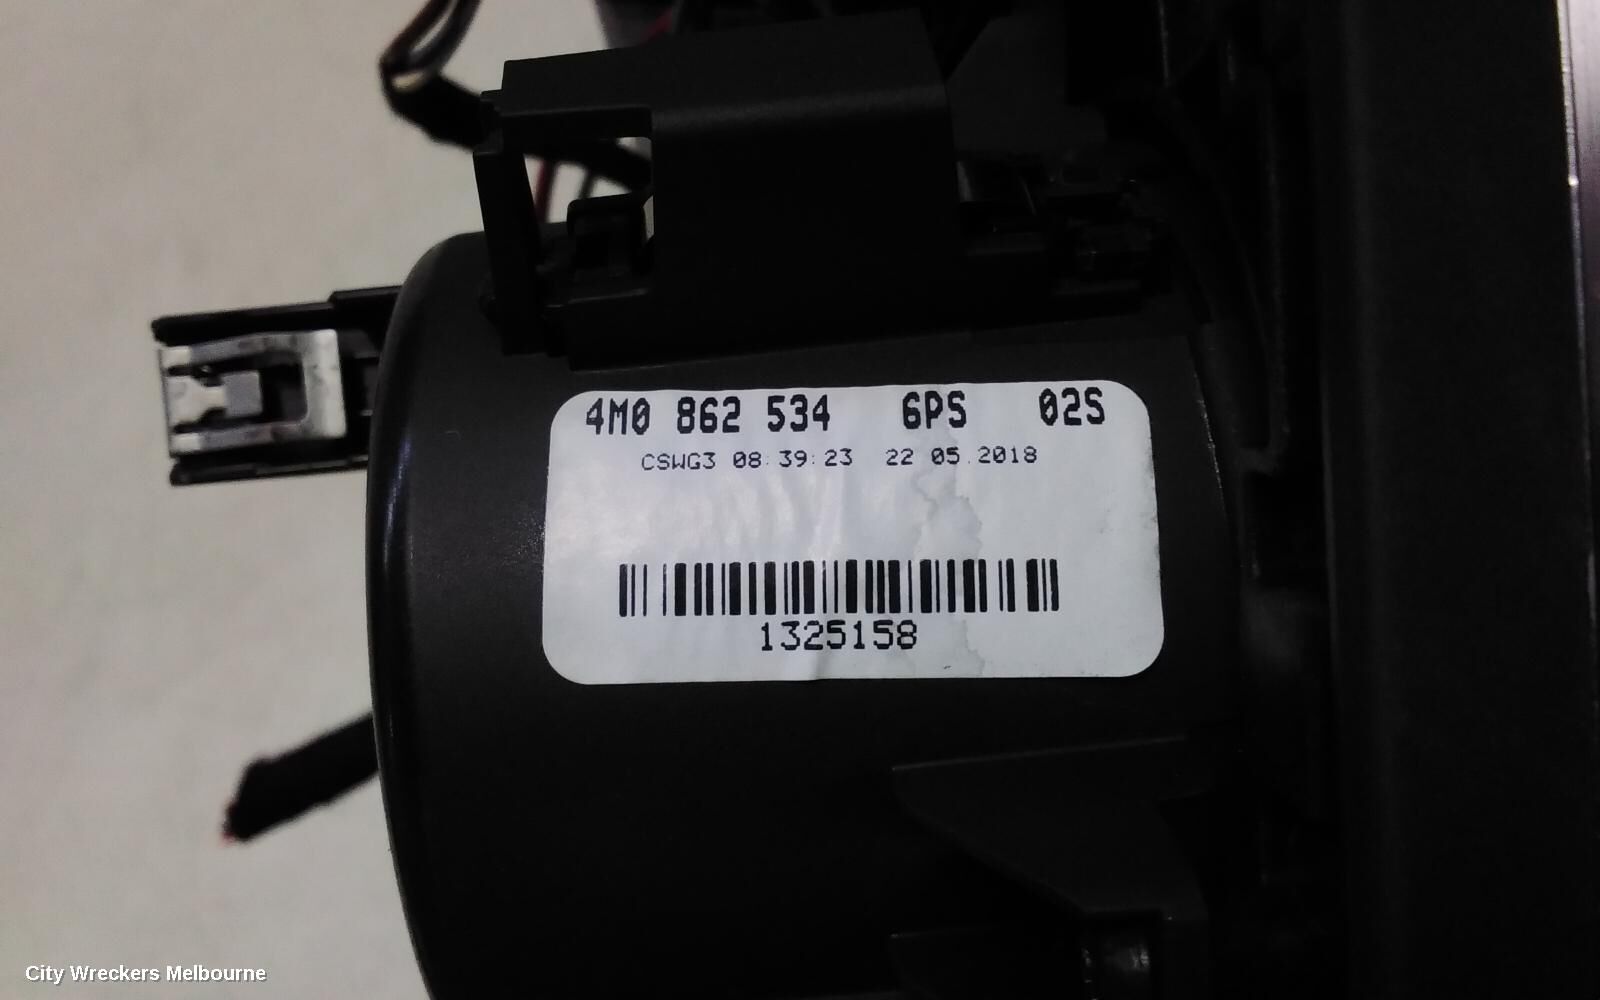 4M0 862 534 6PS 02S
CSWG3 08:39:23 22 05.2018
1325158
City Wreckers Melbourne